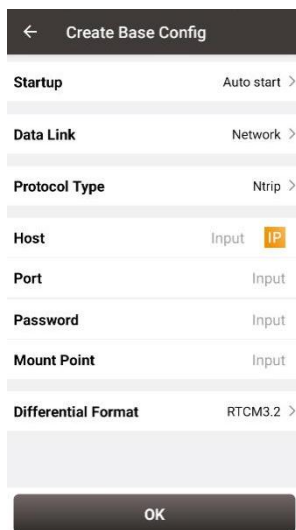 Create Base Config
Startup Auto start
Data Link Network
Protocol Type Ntrip
Host Input IP
Port Input
Password Input
Mount Point Input
Differential Format RTCM3.2
OK